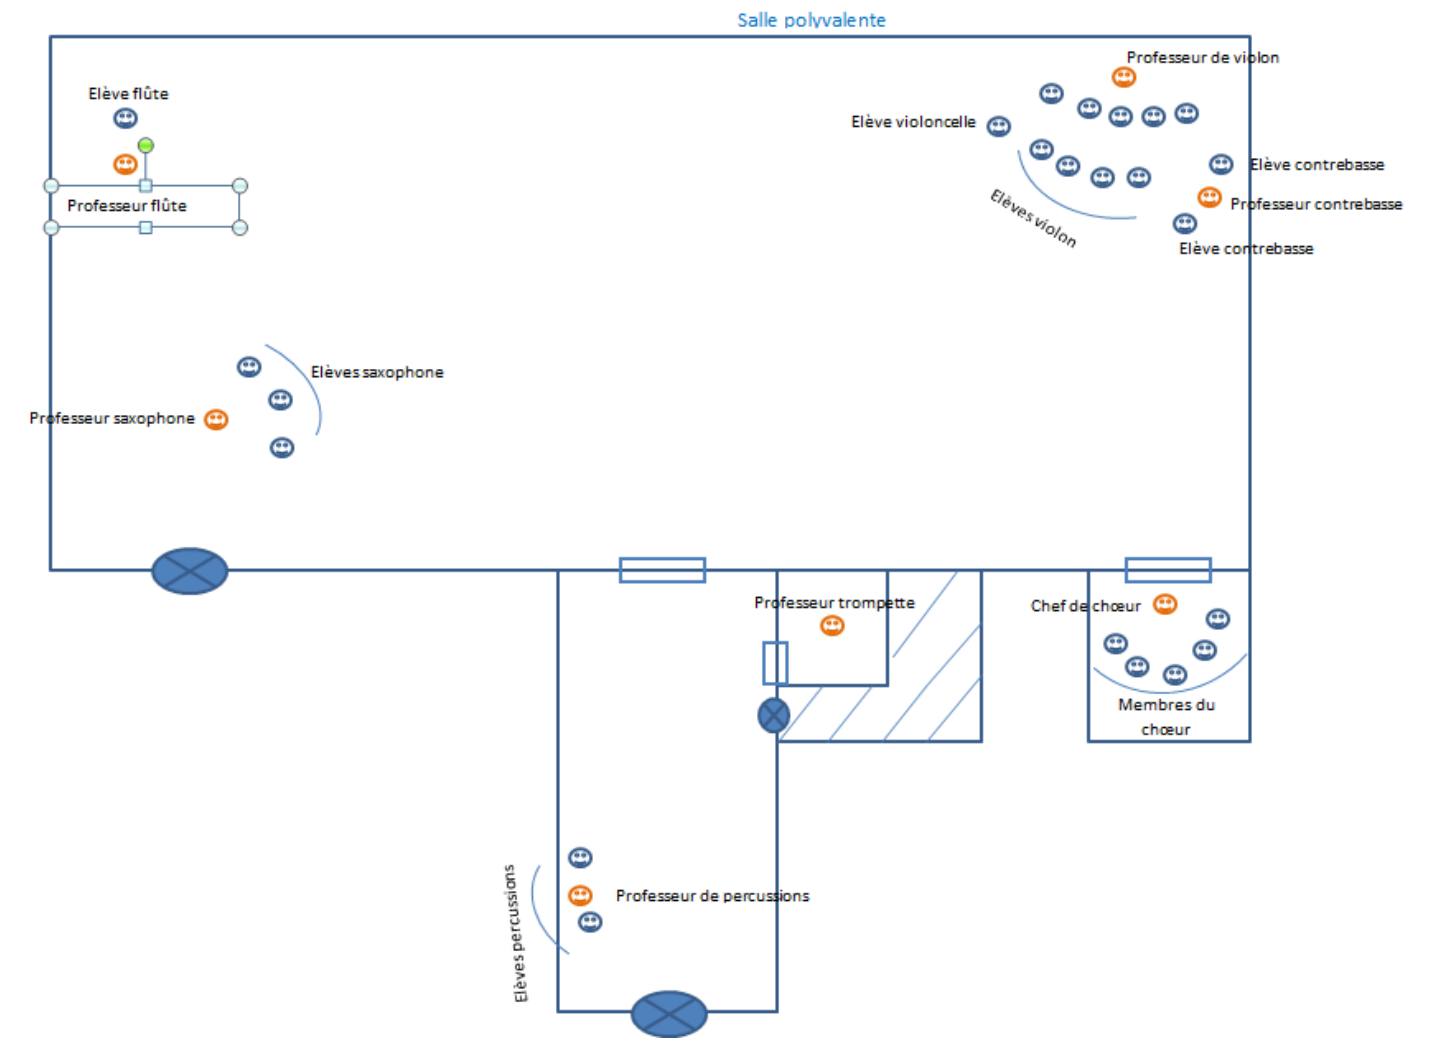 Salle polyvalente
Professeur de violon
Elève flûte
Elève violoncelle
Elève contrebasse
Professeur flûte
Professeur contrebasse
Elèves violon
Elève contrebasse
Elèves saxophone
Professeur saxophone
Professeur trompette
Chef de chœur
Membres du
chœur
Elèves percussions
Professeur de percussions